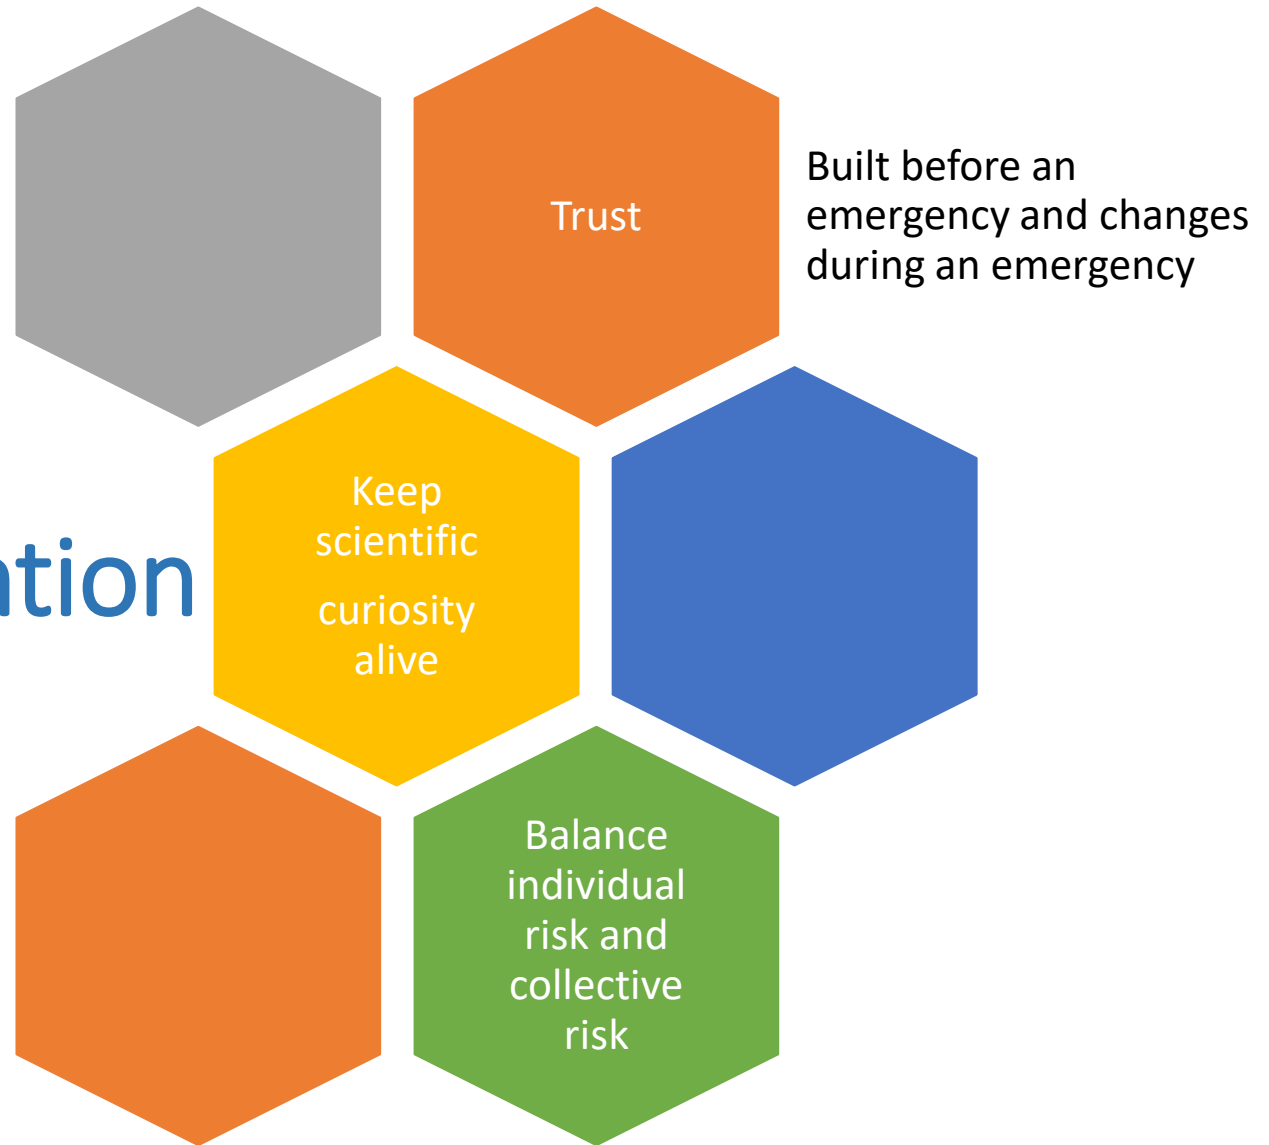 Trust
Built before an
emergency and changes
during an emergency
Keep
scientific
curiosity
alive
Balance
individual
risk and
collective
risk